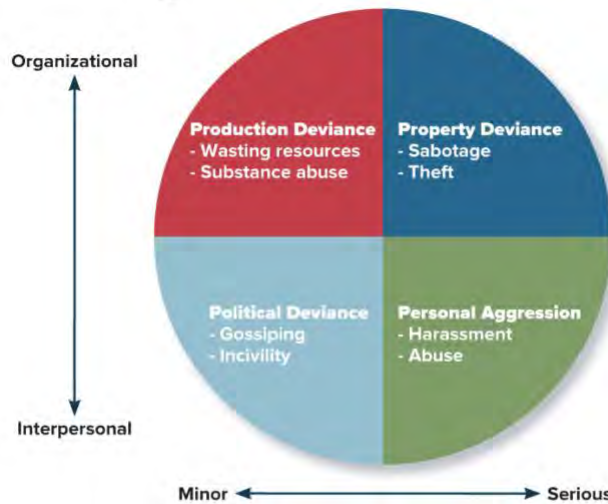 Organizational
Production Deviance
- Wasting resources
- Substance abuse
Property Deviance
- Sabotage
- Theft
Political Deviance
- Gossiping
- Incivility
Personal Aggression
- Harassment
- Abuse
Interpersonal
Minor
Serious